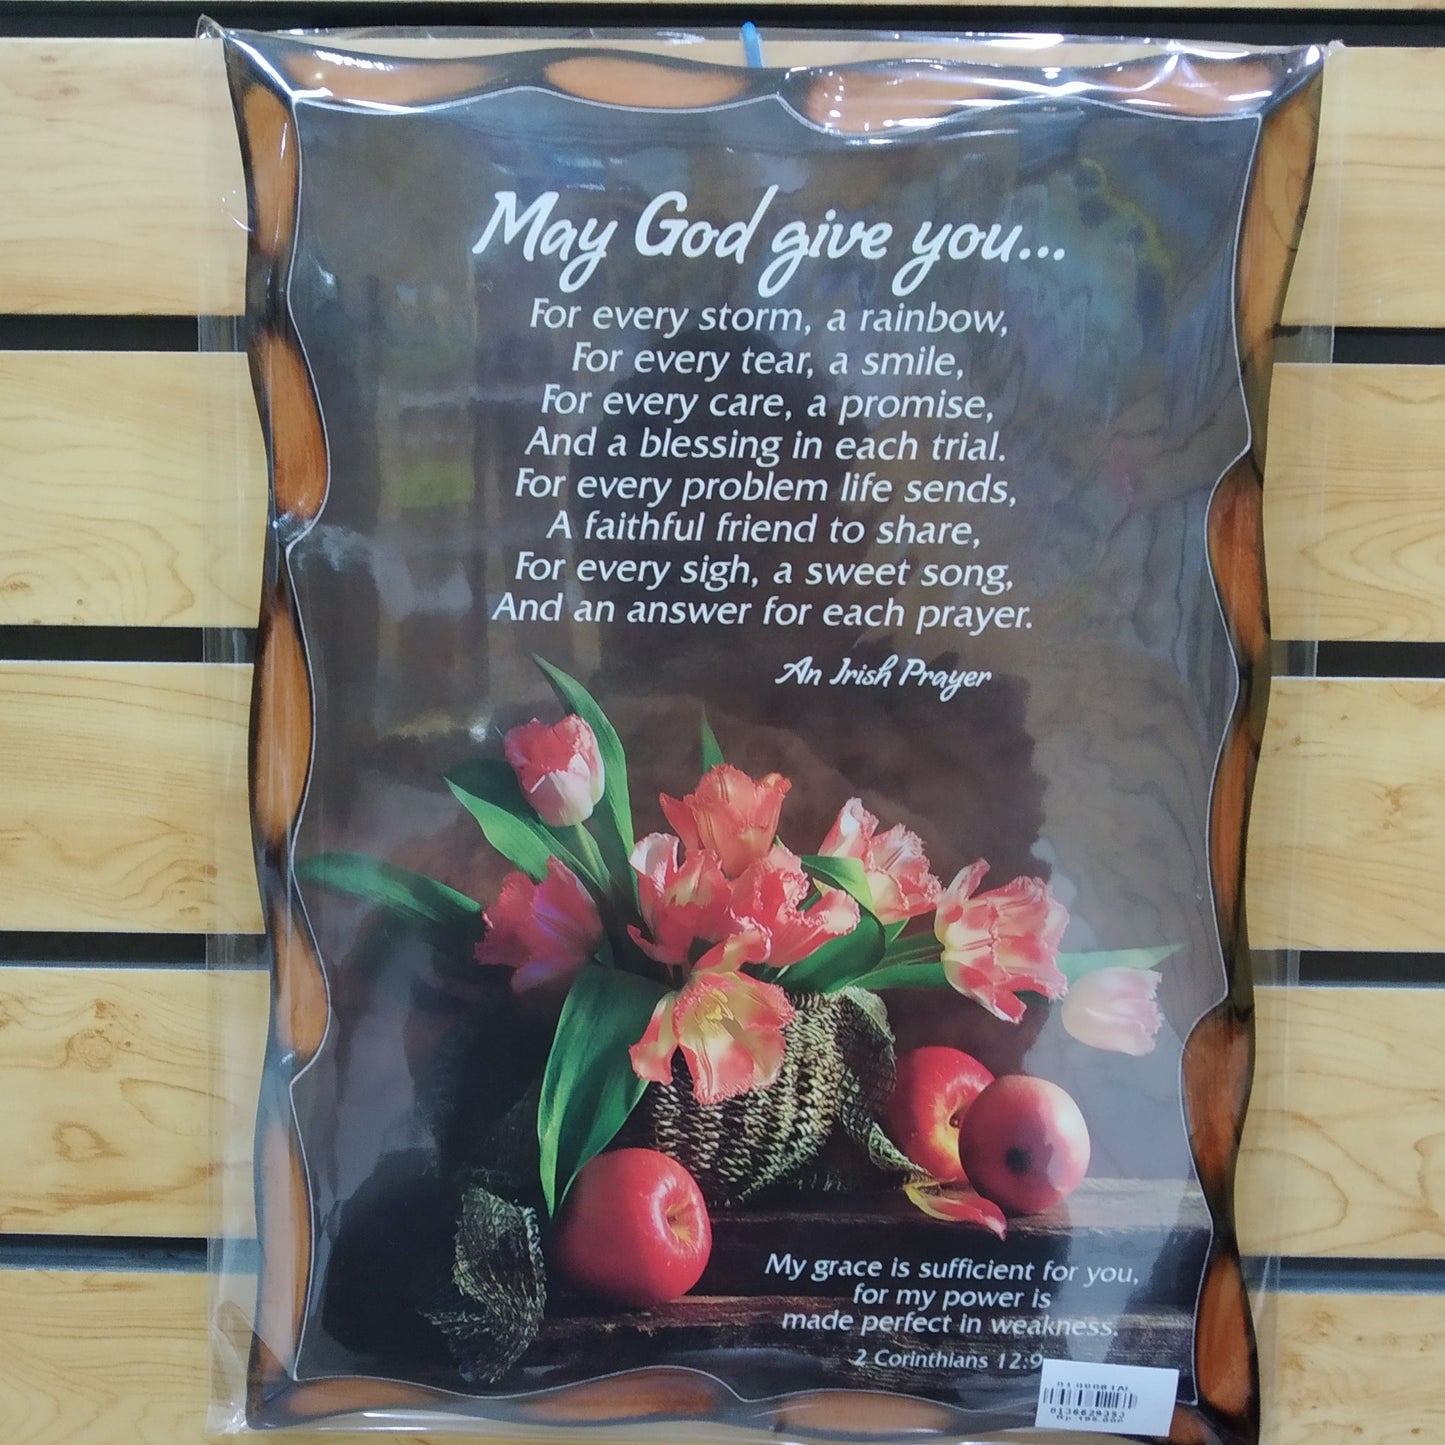 May God give you...
For every storm, a rainbow,
For every tear, a smile,
For every care, a promise,
And a blessing in each trial.
For every problem life sends,
A faithful friend to share,
For every sigh, a sweet song,
And an answer for each prayer.
An Irish Prayer
My grace is sufficient for you,
for my power is
made perfect in weakness.
2 Corinthians 12:9
8136629353